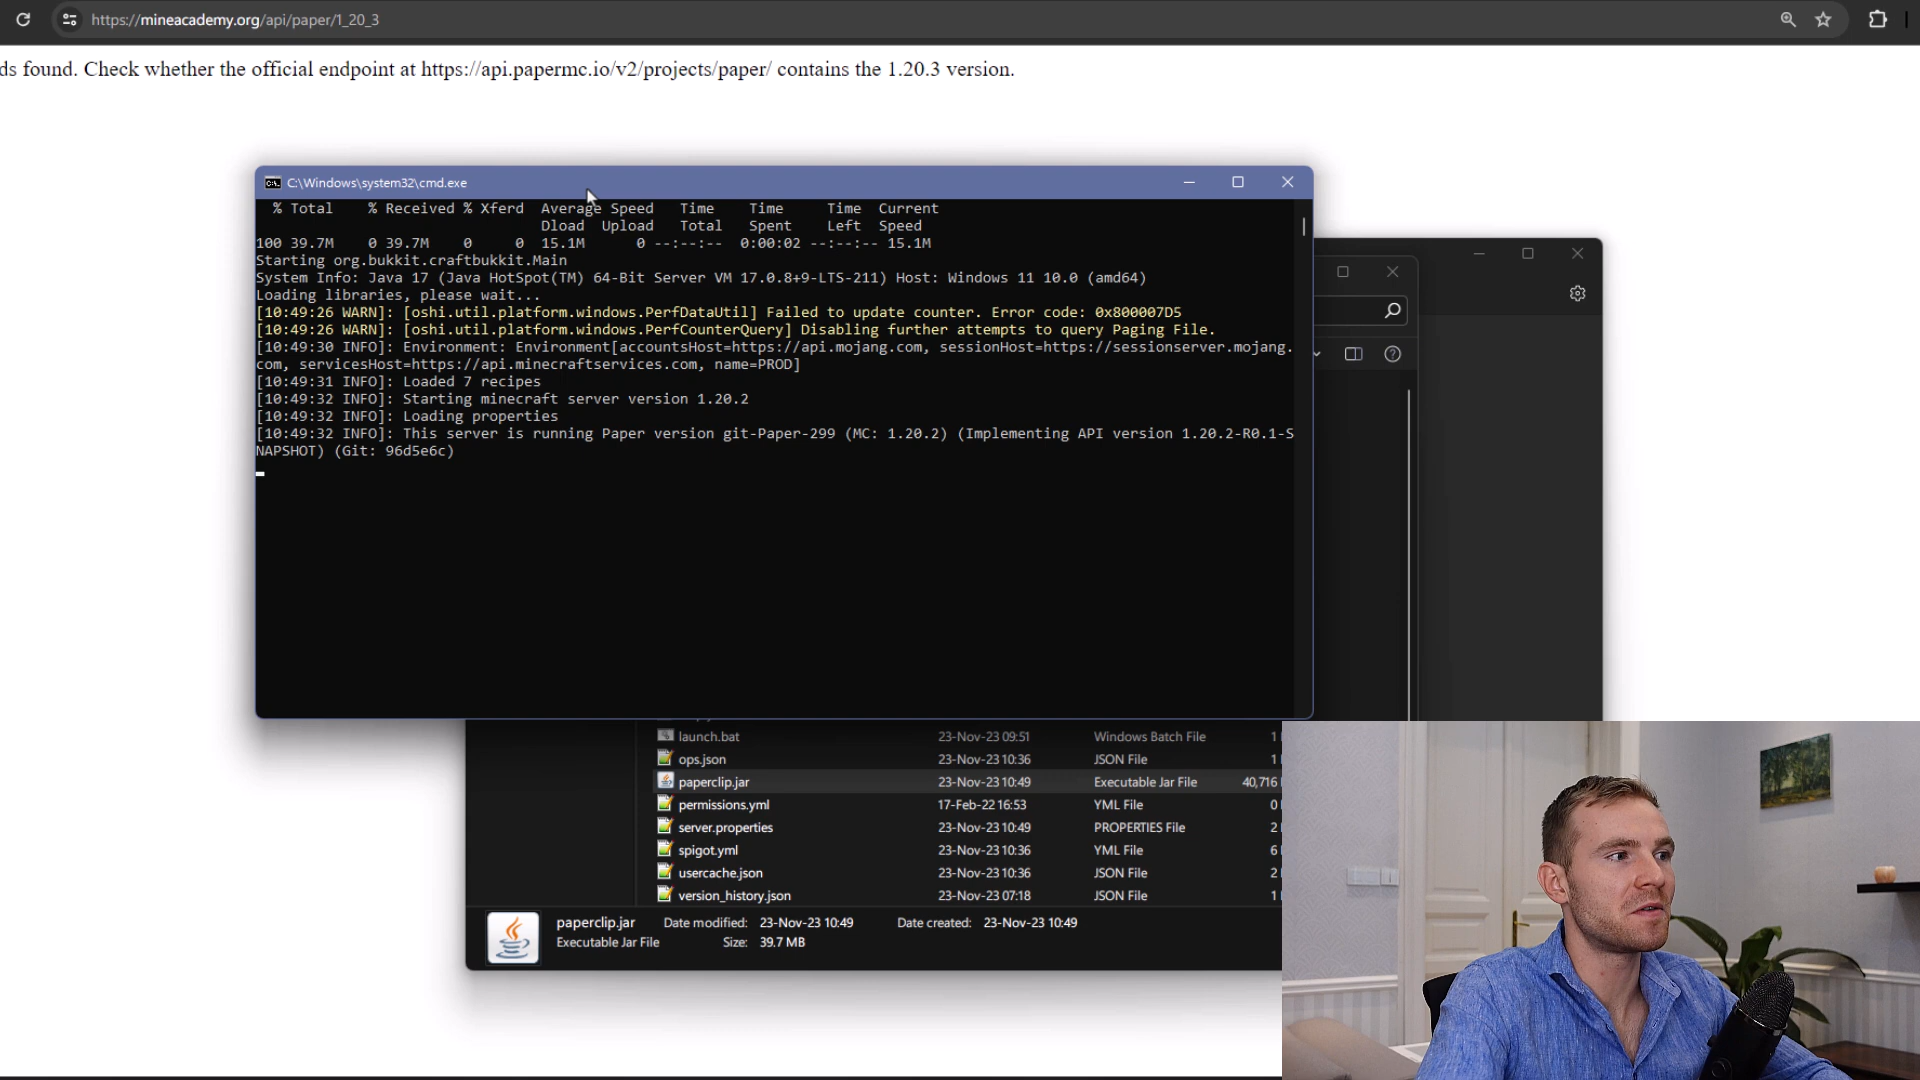 https://mineacademy.org/api/paper/1_20_3
ds found. Check whether the official endpoint at https://api.papermc.io/v2/projects/paper/ contains the 1.20.3 version.
C:\Windows\system32\cmd.exe
% Total % Received % Xferd Average Speed Time Time Time Current
Dload Upload Total Spent Left Speed
100 39.7M 0 39.7M 0 0 15.1M 0 --:--:-- 0:00:02 --:--:-- 15.1M
Starting org.bukkit.craftbukkit.Main
System Info: Java 17 (Java HotSpot(TM) 64-Bit Server VM 17.0.8+9-LTS-211) Host: Windows 11 10.0 (amd64)
Loading libraries, please wait...
[10:49:26 WARN]: [oshi.util.platform.windows.PerfDataUtil] Failed to update counter. Error code: 0x800007D5
[10:49:26 WARN]: [oshi.util.platform.windows.PerfCounterQuery] Disabling further attempts to query Paging File.
[10:49:30 INFO]: Environment: Environment[accountsHost=https://api.mojang.com, sessionHost=https://sessionserver.mojang.
com, servicesHost=https://api.minecraftservices.com, name=PROD]
[10:49:31 INFO]: Loaded 7 recipes
[10:49:32 INFO]: Starting minecraft server version 1.20.2
[10:49:32 INFO]: Loading properties
[10:49:32 INFO]: This server is running Paper version git-Paper-299 (MC: 1.20.2) (Implementing API version 1.20.2-R0.1-S
NAPSHOT) (Git: 96d5e6c)
launch.bat 23-Nov-23 09:51 Windows Batch File 1
ops.json 23-Nov-23 10:36 JSON File 1
paperclip.jar 23-Nov-23 10:49 Executable Jar File 40,716
permissions.yml 17-Feb-22 16:53 YML File 0
server.properties 23-Nov-23 10:49 PROPERTIES File 2
spigot.yml 23-Nov-23 10:36 YML File 6
usercache.json 23-Nov-23 10:36 JSON File 2
version_history.json 23-Nov-23 07:18 JSON File 1
paperclip.jar Date modified: 23-Nov-23 10:49 Date created: 23-Nov-23 10:49
Executable Jar File Size: 39.7 MB